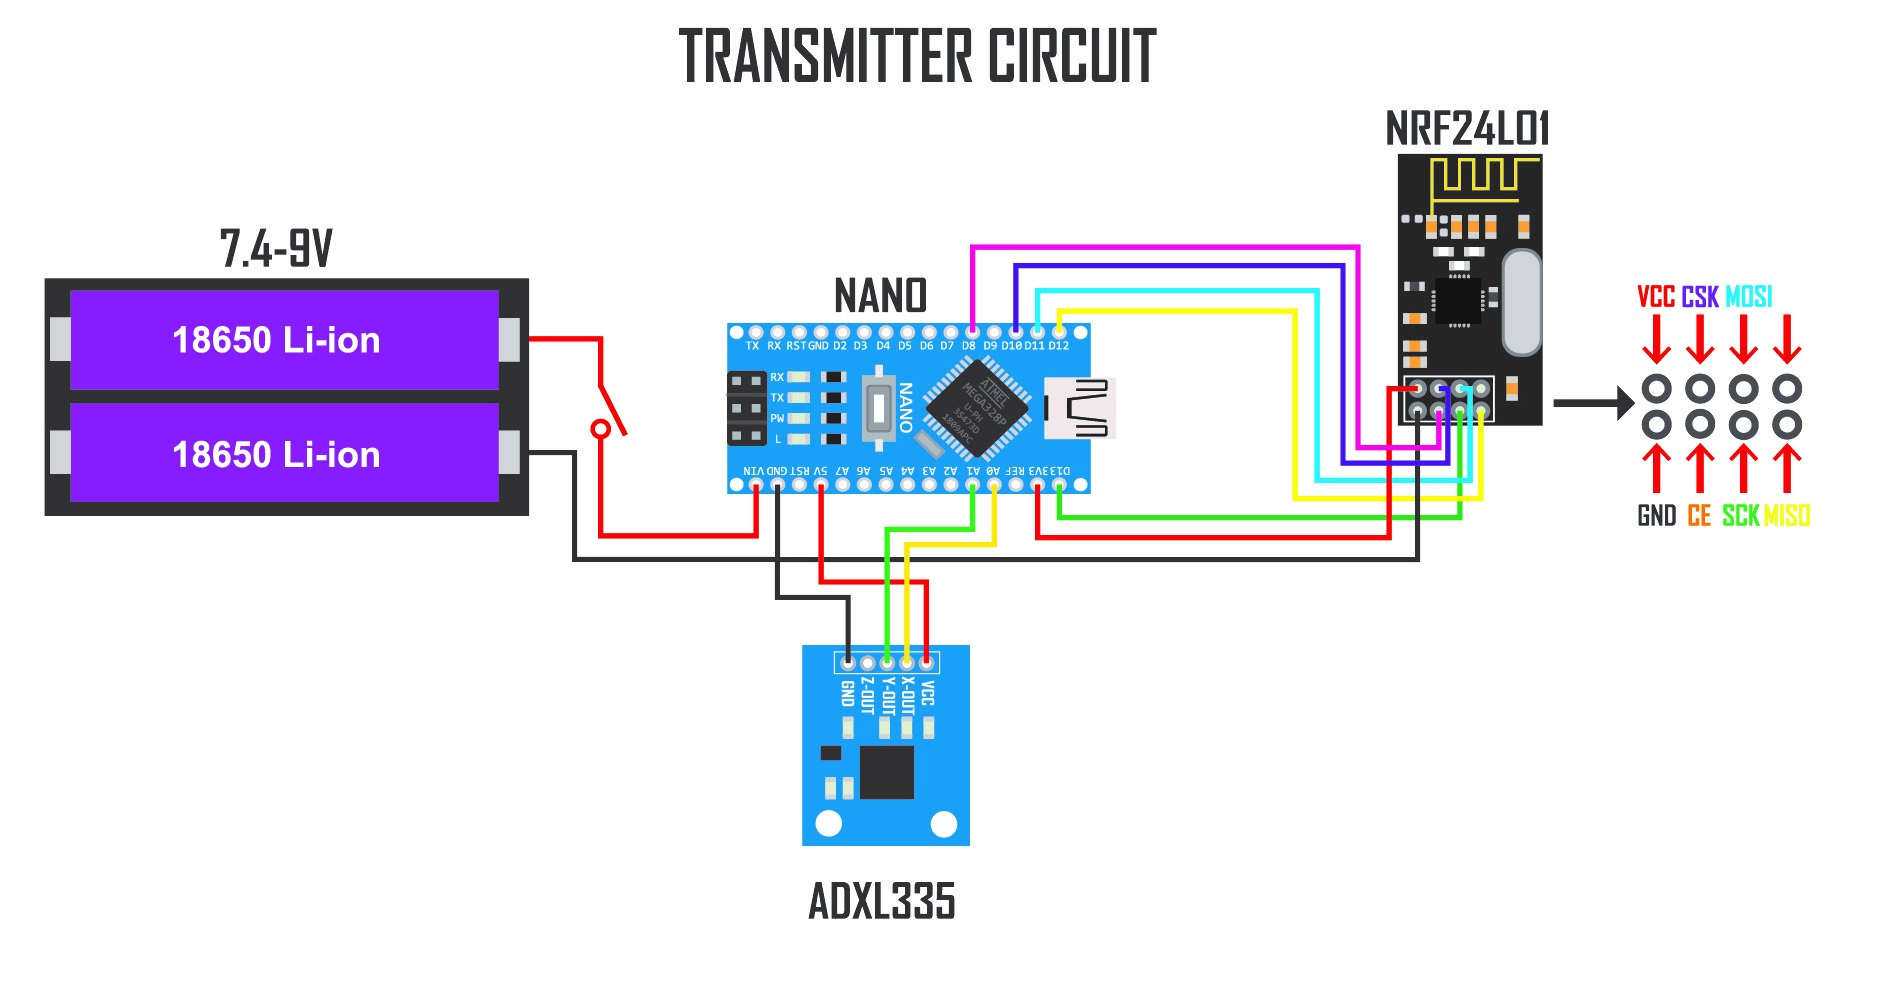 TRANSMITTER CIRCUIT
NRF24L01
7.4-9V
18650 Li-ion
18650 Li-ion
NANO
TX RX RST GND D2 D3 D4 D5 D6 D7 D8 D9 D10 D11 D12
RX
TX
PW
L
NANO
ATMEL
MEGA328P
U-PH
35473D
1809APC
VIN GND RST 5V A7 A6 A5 A4 A3 A2 A1 A0 REF 3V3 D13
VCC CSK MOSI
GND CE SCK MISO
GND Z-OUT Y-OUT X-OUT VCC
ADXL335